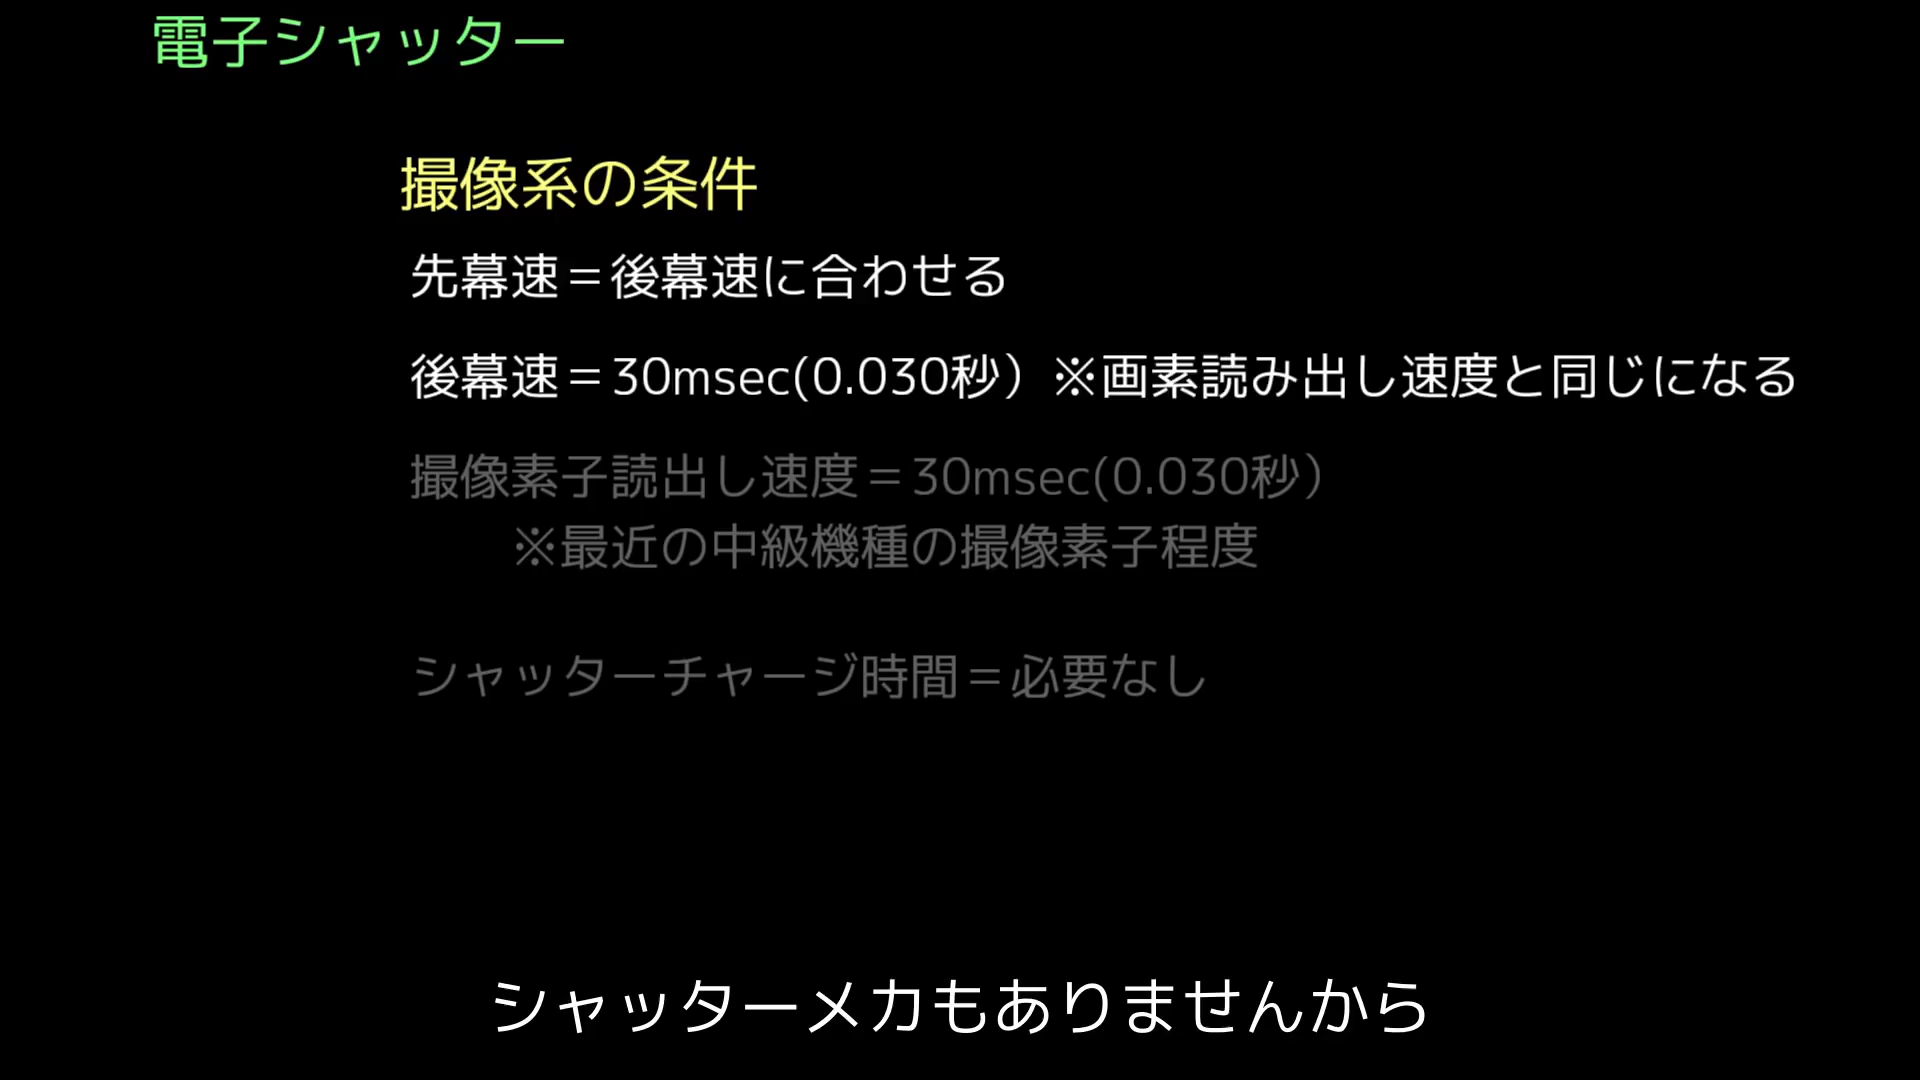 電子シャッター
撮像系の条件
先幕速＝後幕速に合わせる
後幕速＝30msec(0.030秒）※画素読み出し速度と同じになる
撮像素子読出し速度＝30msec(0.030秒）
※最近の中級機種の撮像素子程度
シャッターチャージ時間＝必要なし
シャッターメカもありませんから